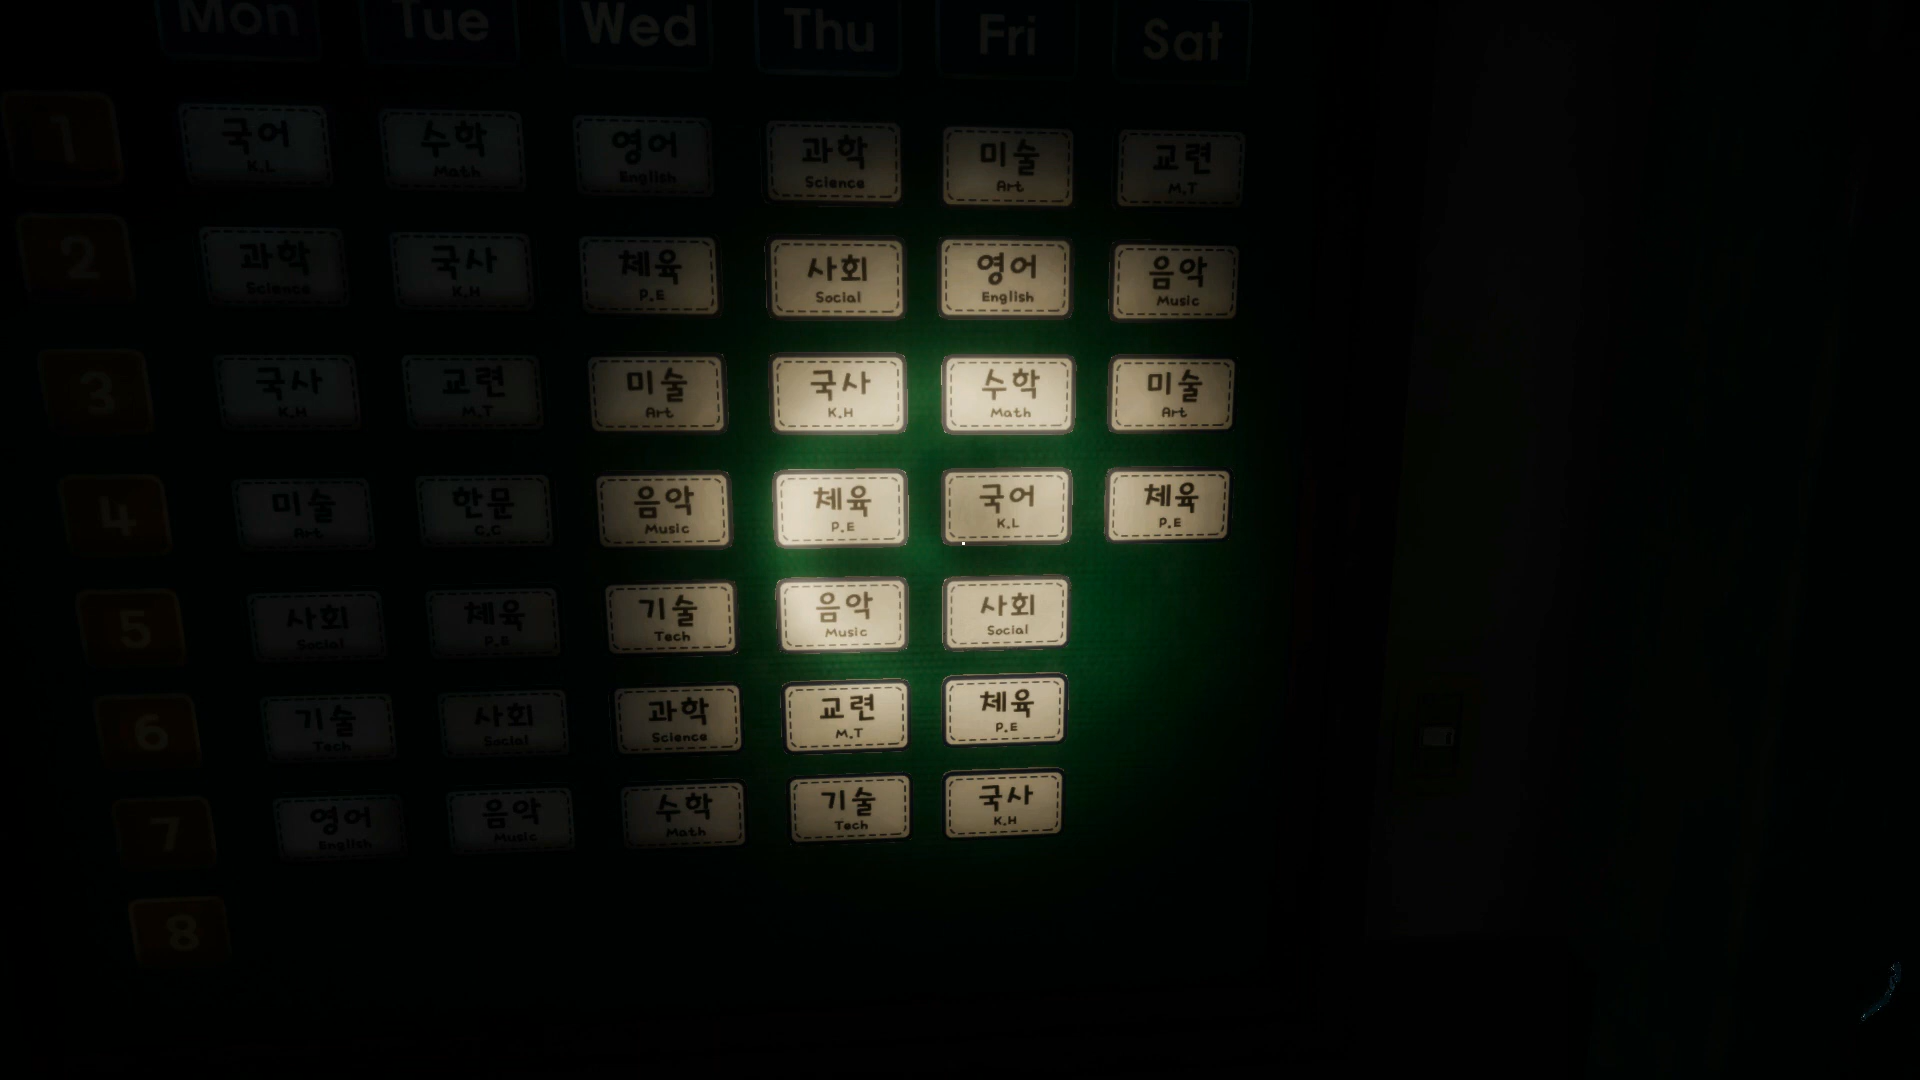 Mon Tue Wed Thu Fri Sat
1 국어 수학 영어 과학 미술 교련
K.L Math English Science Art M.T
2 과학 국사 체육 사회 영어 음악
Science K.H P.E Social English Music
3 국사 교련 미술 국사 수학 미술
K.H M.T Art K.H Math Art
4 미술 한문 음악 체육 국어 체육
Art C.C Music P.E K.L P.E
5 사회 체육 기술 음악 사회
Social P.E Tech Music Social
6 기술 사회 과학 교련 체육
Tech Social Science M.T P.E
7 영어 음악 수학 기술 국사
English Music Math Tech K.H
8